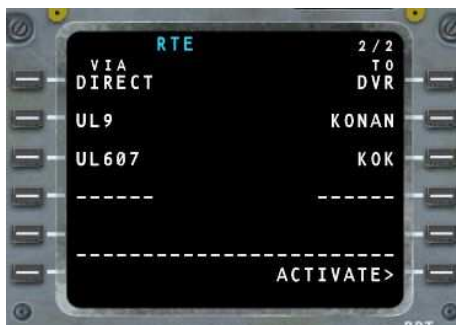 RTE 2/2
VIA TO
DIRECT DVR
UL9 KONAN
UL607 KOK
------ ------
------------------------
ACTIVATE>